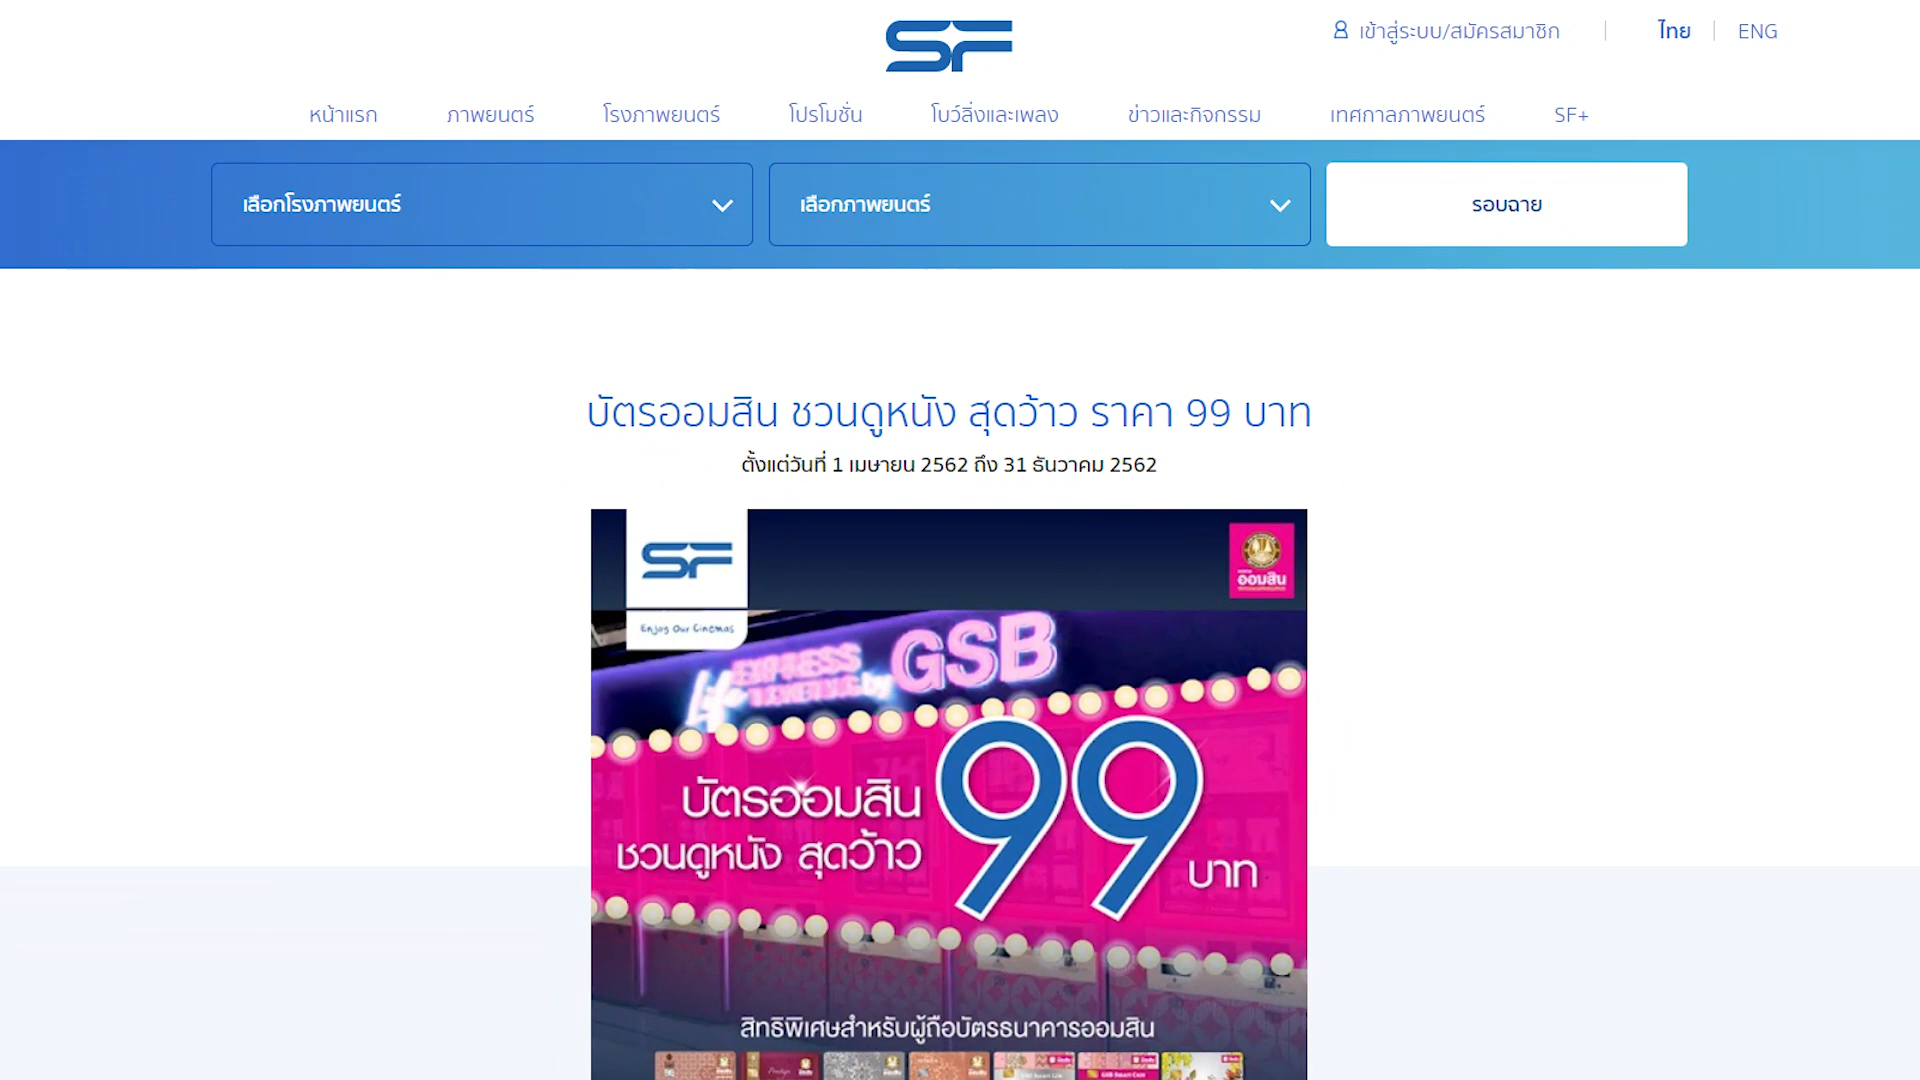 SF
เข้าสู่ระบบ/สมัครสมาชิก
ไทย
ENG
หน้าแรก
ภาพยนตร์
โรงภาพยนตร์
โปรโมชั่น
โบว์ลิ่งและเพลง
ข่าวและกิจกรรม
เทศกาลภาพยนตร์
SF+
เลือกโรงภาพยนตร์
เลือกภาพยนตร์
รอบฉาย
บัตรออมสิน ชวนดูหนัง สุดว้าว ราคา 99 บาท
ตั้งแต่วันที่ 1 เมษายน 2562 ถึง 31 ธันวาคม 2562
SF
ออมสิน
Enjoy Our Cinemas
EXPRESS
TICKETING by GSB
บัตรออมสิน
ชวนดูหนัง สุดว้าว
99
บาท
สิทธิพิเศษสำหรับผู้ถือบัตรธนาคารออมสิน